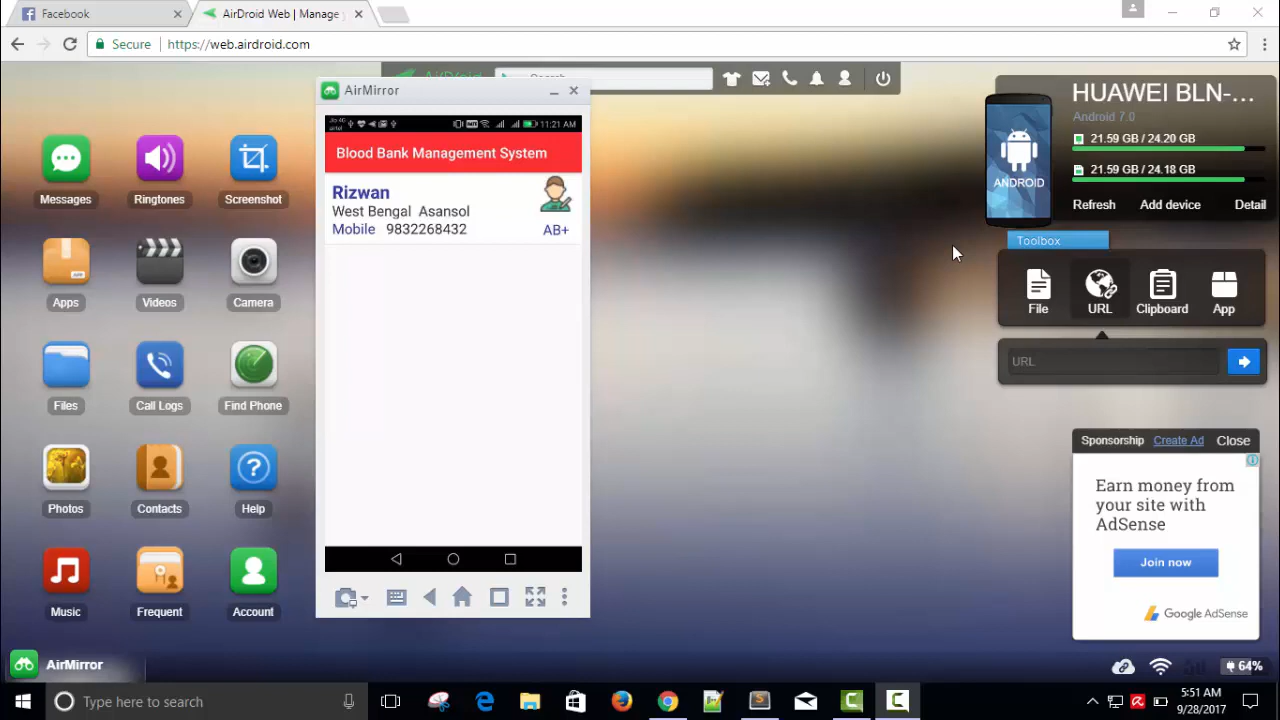 Facebook
AirDroid Web | Manage
Secure
https://web.airdroid.com
AirDroid
Search
AirMirror
11:21 AM
airtel
Blood Bank Management System
Rizwan
West Bengal Asansol
Mobile 9832268432
AB+
Messages
Ringtones
Screenshot
Apps
Videos
Camera
Files
Call Logs
Find Phone
Photos
Contacts
Help
Music
Frequent
Account
HUAWEI BLN-...
Android 7.0
21.59 GB / 24.20 GB
21.59 GB / 24.18 GB
ANDROID
Refresh
Add device
Detail
Toolbox
File
URL
Clipboard
App
URL
Sponsorship
Create Ad
Close
Earn money from
your site with
AdSense
Join now
Google AdSense
AirMirror
64%
Type here to search
5:51 AM
9/28/2017